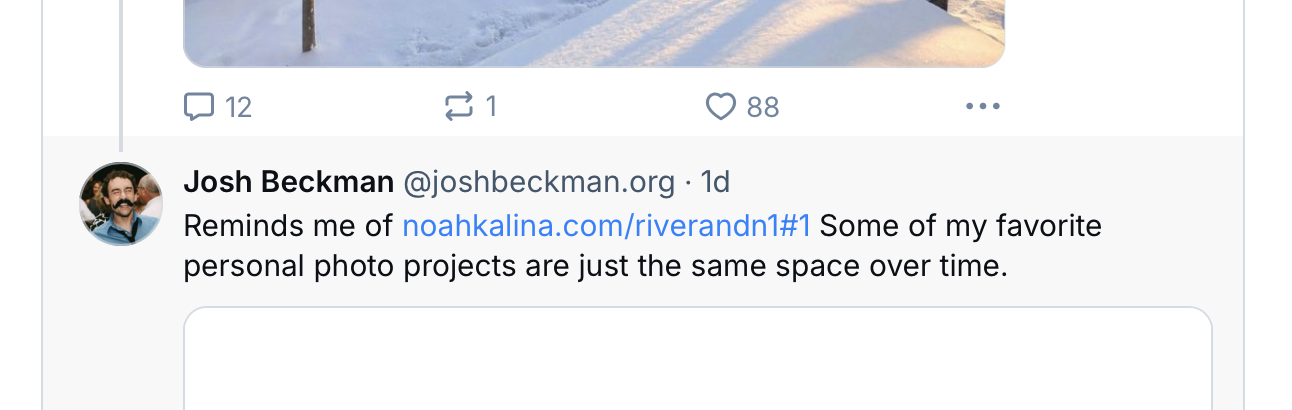 12 1 88
Josh Beckman @joshbeckman.org · 1d
Reminds me of noahkalina.com/riverandn1#1 Some of my favorite
personal photo projects are just the same space over time.